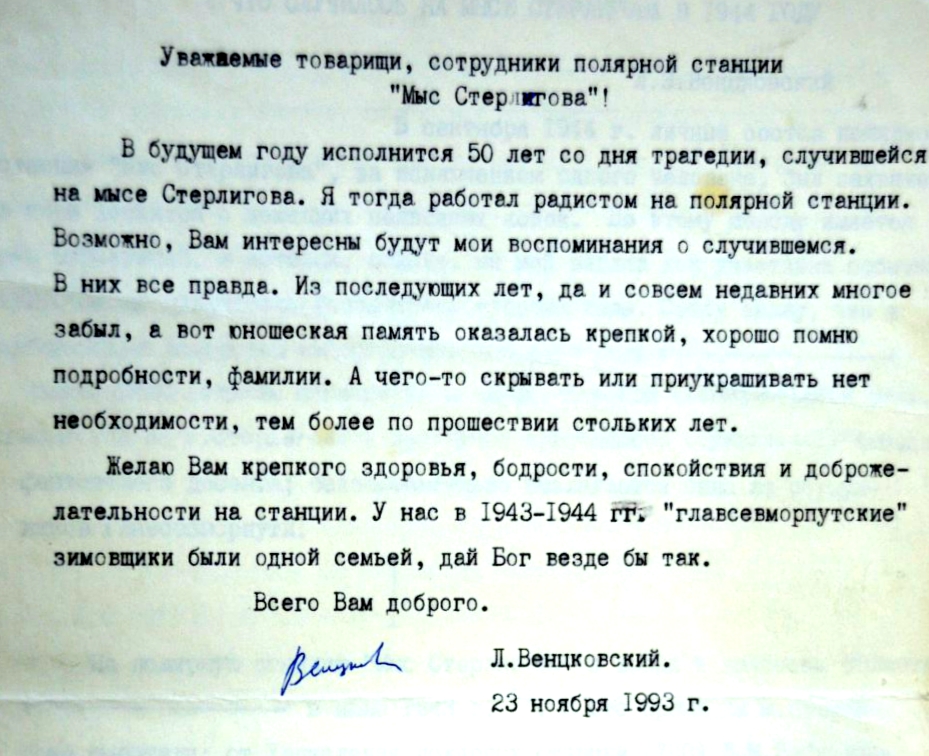 Уважаемые товарищи, сотрудники полярной станции
"Мыс Стерлигова"!
В будущем году исполнится 50 лет со дня трагедии, случившейся
на мысе Стерлигова. Я тогда работал радистом на полярной станции.
Возможно, Вам интересны будут мои воспоминания о случившемся.
В них все правда. Из последующих лет, да и совсем недавних многое
забыл, а вот юношеская память оказалась крепкой, хорошо помню
подробности, фамилии. А чего-то скрывать или приукрашивать нет
необходимости, тем более по прошествии стольких лет.
Желаю Вам крепкого здоровья, бодрости, спокойствия и доброже-
лательности на станции. У нас в 1943-1944 гг. "главсевморпутские"
зимовщики были одной семьей, дай Бог везде бы так.
Всего Вам доброго.
Л.Венцковский.
23 ноября 1993 г.